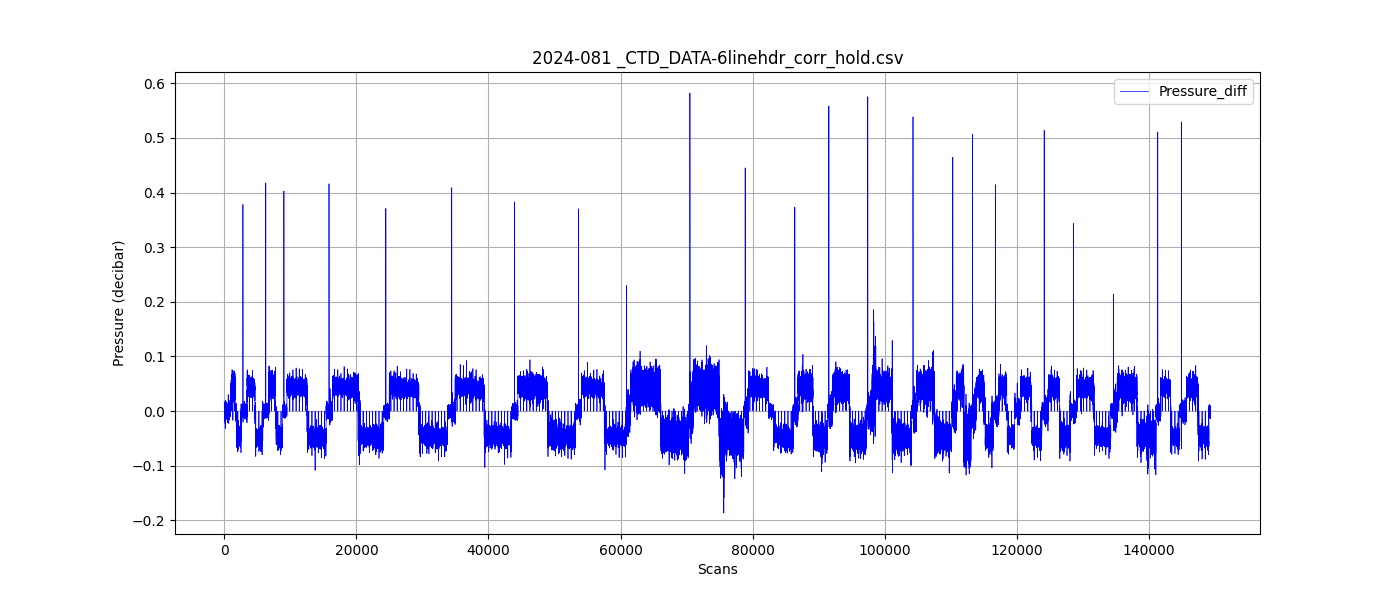 2024-081 _CTD_DATA-6linehdr_corr_hold.csv
Pressure_diff
0.6
0.5
0.4
0.3
0.2
0.1
0.0
−0.1
−0.2
Pressure (decibar)
0 20000 40000 60000 80000 100000 120000 140000
Scans